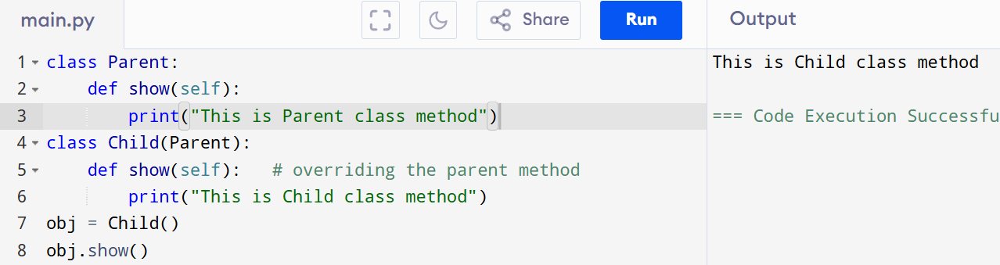 main.py Share Run Output
1 class Parent:
2     def show(self):
3         print("This is Parent class method")
4 class Child(Parent):
5     def show(self):   # overriding the parent method
6         print("This is Child class method")
7 obj = Child()
8 obj.show()
This is Child class method
=== Code Execution Successfu